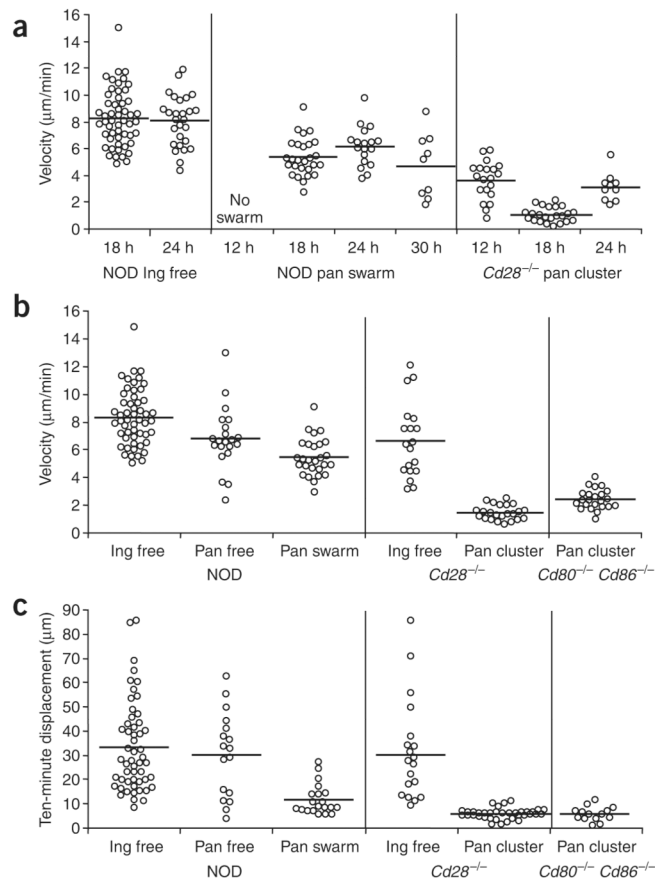 a
Velocity (μm/min)
16
14
12
10
8
6
4
2
0
No
swarm
18 h 24 h 12 h 18 h 24 h 30 h 12 h 18 h 24 h
NOD Ing free NOD pan swarm Cd28−/− pan cluster
b
Velocity (μm/min)
16
14
12
10
8
6
4
2
0
Ing free Pan free Pan swarm Ing free Pan cluster Pan cluster
NOD Cd28−/− Cd80−/− Cd86−/−
c
Ten-minute displacement (μm)
90
80
70
60
50
40
30
20
10
0
Ing free Pan free Pan swarm Ing free Pan cluster Pan cluster
NOD Cd28−/− Cd80−/− Cd86−/−